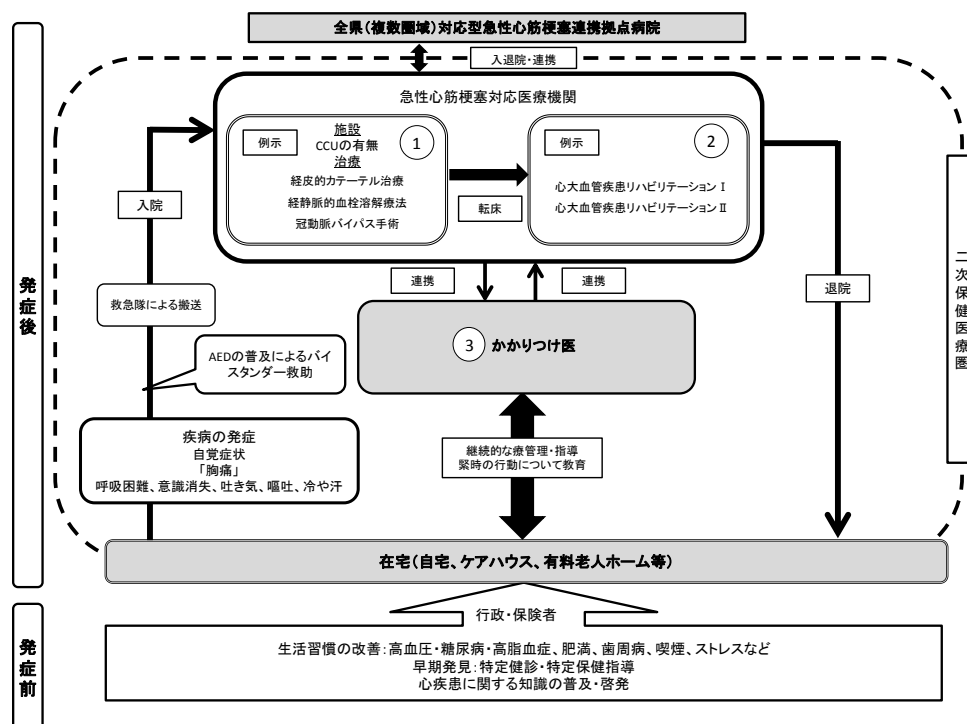 全県（複数圏域）対応型急性心筋梗塞連携拠点病院
入退院・連携
急性心筋梗塞対応医療機関
例示
施設
CCUの有無
治療
経皮的カテーテル治療
経静脈的血栓溶解療法
冠動脈バイパス手術
1
転床
例示
2
心大血管疾患リハビリテーションⅠ
心大血管疾患リハビリテーションⅡ
入院
連携
連携
退院
発症後
二次保健医療圏
救急隊による搬送
3 かかりつけ医
AEDの普及によるバイ
スタンダー救助
疾病の発症
自覚症状
「胸痛」
呼吸困難、意識消失、吐き気、嘔吐、冷や汗
継続的な療管理・指導
緊時の行動について教育
在宅（自宅、ケアハウス、有料老人ホーム等）
発症前
行政・保険者
生活習慣の改善：高血圧・糖尿病・高脂血症、肥満、歯周病、喫煙、ストレスなど
早期発見：特定健診・特定保健指導
心疾患に関する知識の普及・啓発